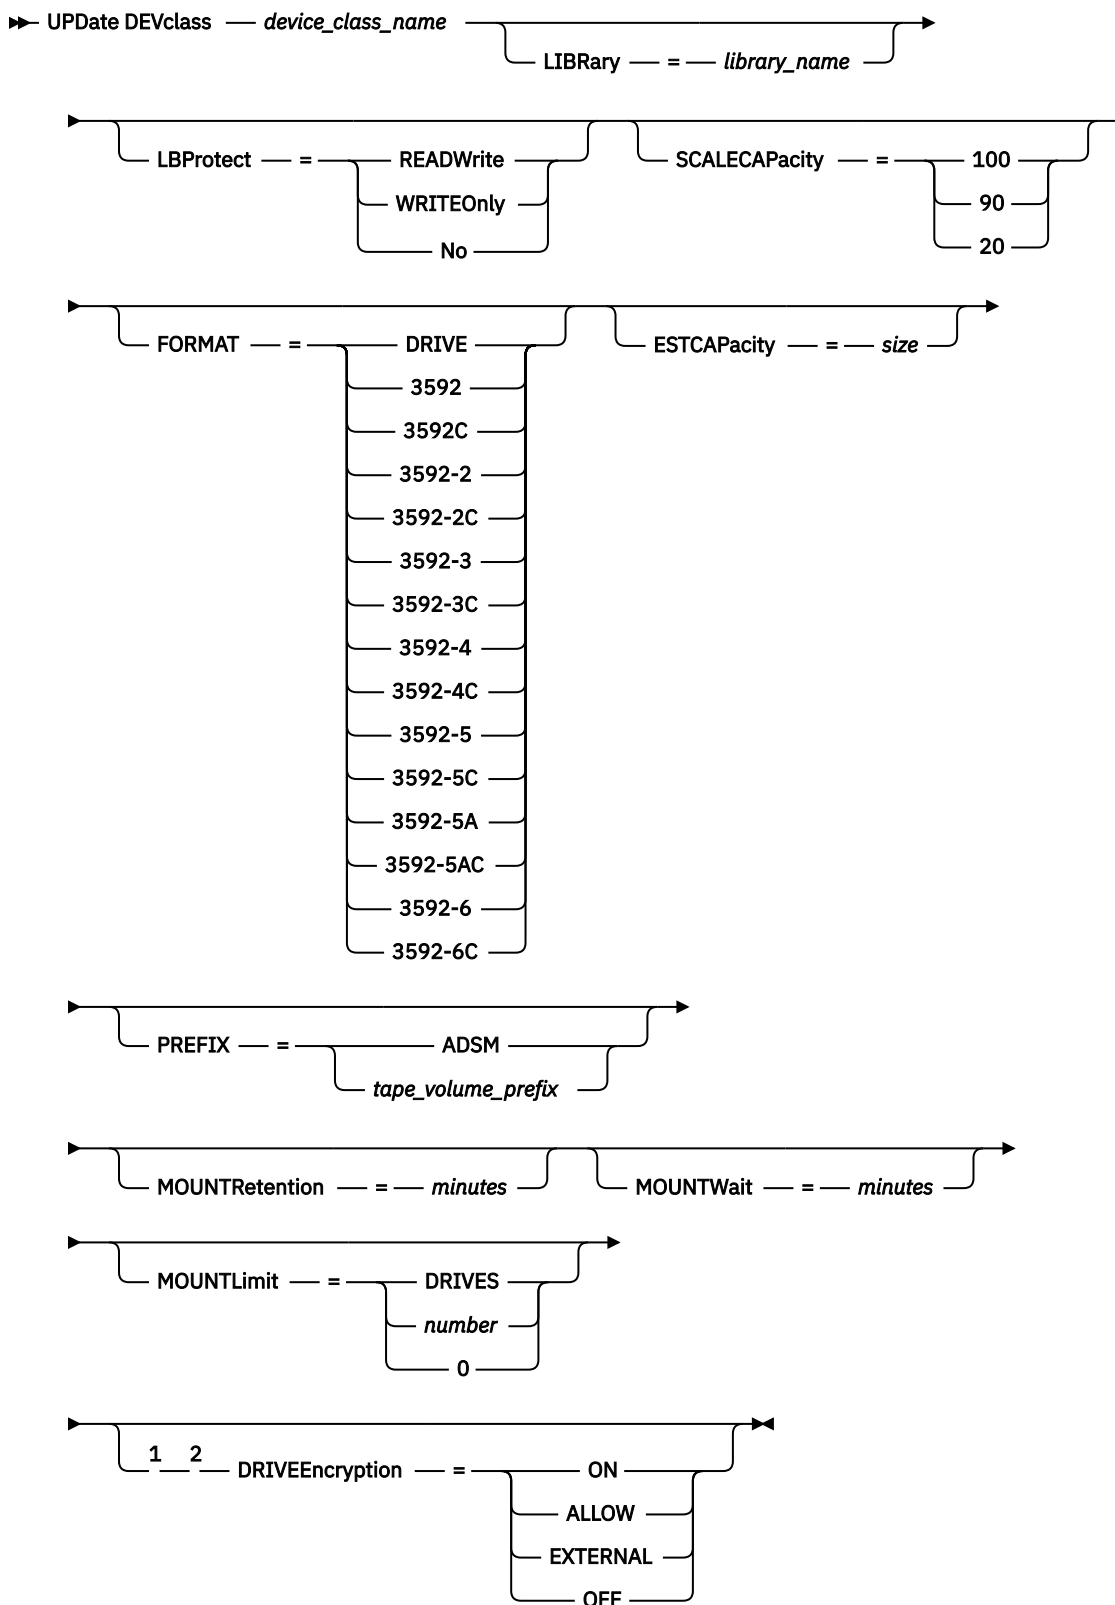 UPDate DEVclass device_class_name
LIBRary = library_name
LBProtect = READWrite SCALECAPacity = 100
WRITEOnly 90
No 20
FORMAT = DRIVE ESTCAPacity = size
3592
3592C
3592-2
3592-2C
3592-3
3592-3C
3592-4
3592-4C
3592-5
3592-5C
3592-5A
3592-5AC
3592-6
3592-6C
PREFIX = ADSM
tape_volume_prefix
MOUNTRetention = minutes MOUNTWait = minutes
MOUNTLimit = DRIVES
number
0
1 2 DRIVEEncryption = ON
ALLOW
EXTERNAL
OFF